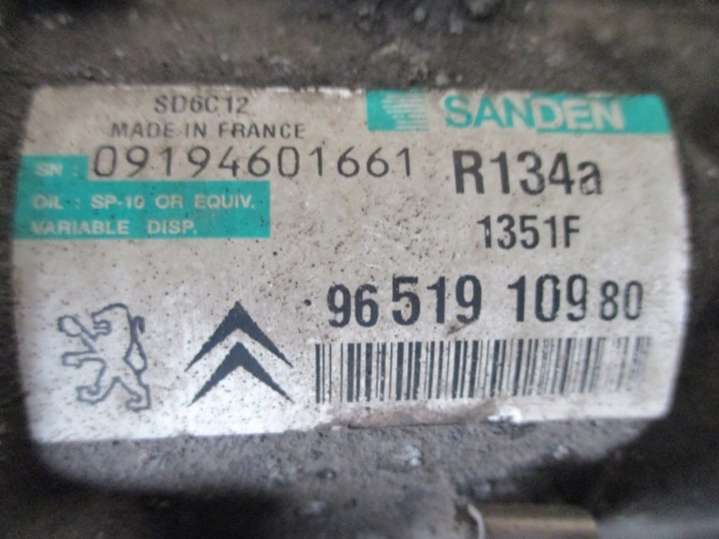 SD6C12
SANDEN
MADE IN FRANCE
SN : 09194601661
R134a
OIL : SP-10 OR EQUIV.
VARIABLE DISP.
1351F
96 519 109 80